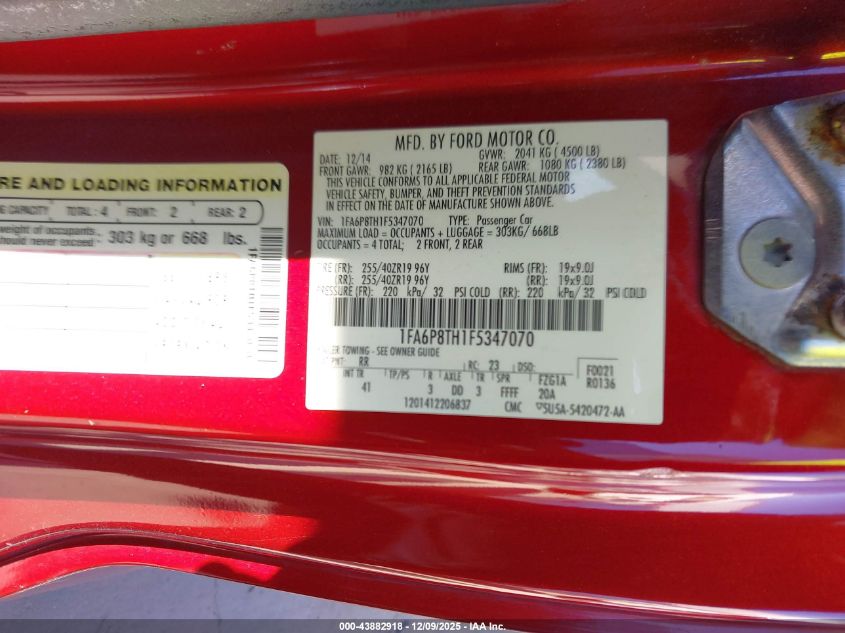 MFD. BY FORD MOTOR CO.
DATE: 12/14 GVWR: 2041 KG ( 4500 LB)
FRONT GAWR: 982 KG ( 2165 LB) REAR GAWR: 1080 KG ( 2380 LB)
THIS VEHICLE CONFORMS TO ALL APPLICABLE FEDERAL MOTOR
VEHICLE SAFETY, BUMPER, AND THEFT PREVENTION STANDARDS
IN EFFECT ON THE DATE OF MANUFACTURE SHOWN ABOVE.
VIN: 1FA6P8TH1F5347070 TYPE: Passenger Car
MAXIMUM LOAD = OCCUPANTS + LUGGAGE = 303KG/ 668LB
OCCUPANTS = 4 TOTAL; 2 FRONT, 2 REAR
(FR): 255/40ZR19 96Y RIMS (FR): 19x9.0J
(RR): 255/40ZR19 96Y (RR): 19x9.0J
PRESSURE (FR): 220 kPa/ 32 PSI COLD (RR): 220 kPa/ 32 PSI COLD
1FA6P8TH1F5347070
TOWING - SEE OWNER GUIDE
RR RC: 23 DSO: F0021
INT TR TP/PS R AXLE TR SPR FZG1A R0136
41 3 DD 3 FFFF 20A
1201412206837 CMC 5U5A-5420472-AA
RE AND LOADING INFORMATION
CAPACITY TOTAL: 4 FRONT: 2 REAR: 2
weight of occupants
should never exceed 303 kg or 668 lbs.
000-43882918 - 12/09/2025 - IAA Inc.